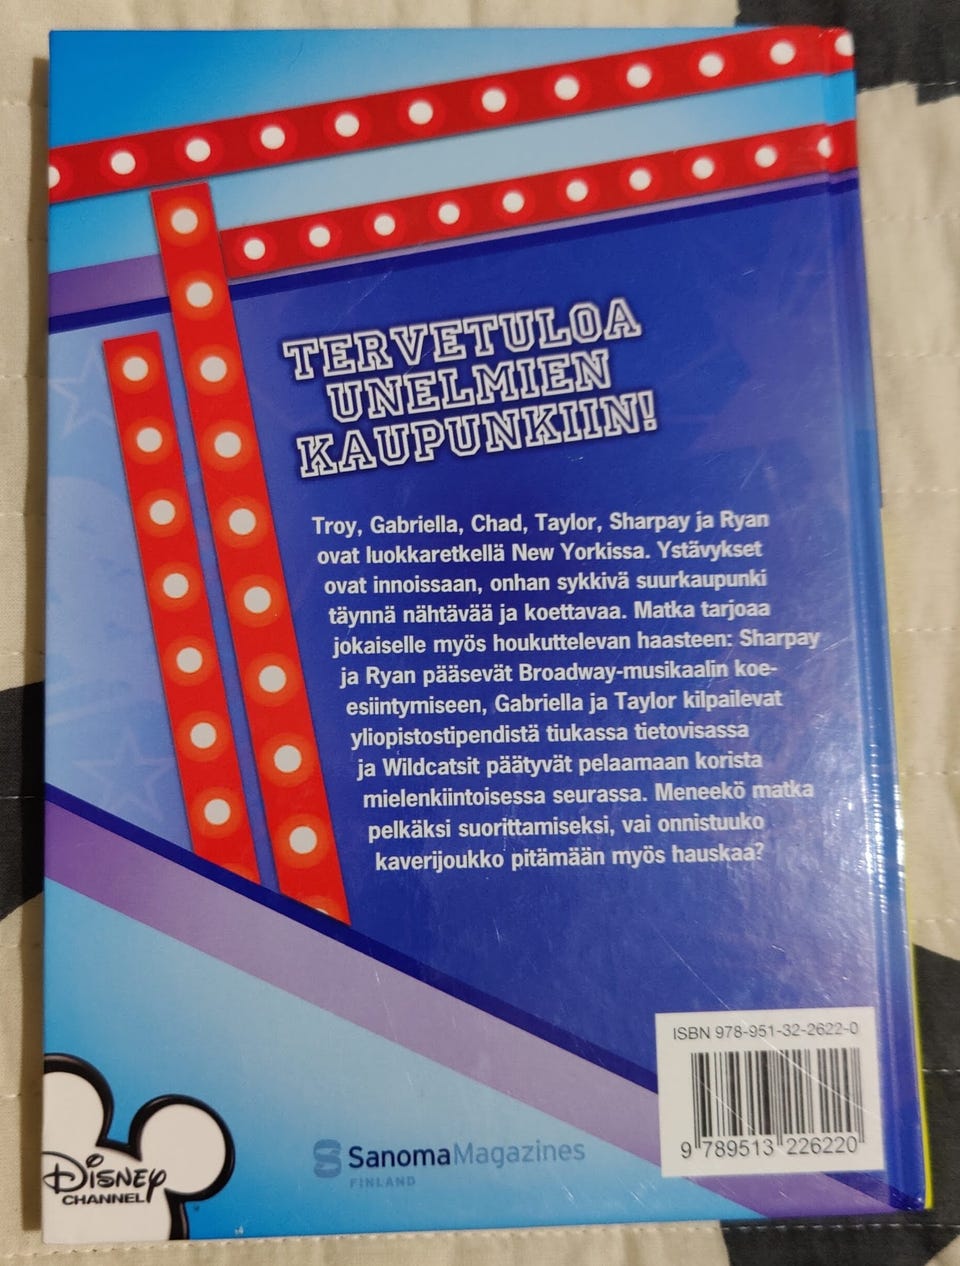 TERVETULOA
UNELMIEN
KAUPUNKIIN!
Troy, Gabriella, Chad, Taylor, Sharpay ja Ryan
ovat luokkaretkellä New Yorkissa. Ystävykset
ovat innoissaan, onhan sykkivä suurkaupunki
täynnä nähtävää ja koettavaa. Matka tarjoaa
jokaiselle myös houkuttelevan haasteen: Sharpay
ja Ryan pääsevät Broadway-musikaalin koe-
esiintymiseen, Gabriella ja Taylor kilpailevat
yliopistostipendistä tiukassa tietovisassa
ja Wildcatsit päätyvät pelaamaan korista
mielenkiintoisessa seurassa. Meneekö matka
pelkäksi suorittamiseksi, vai onnistuuko
kaverijoukko pitämään myös hauskaa?
ISBN 978-951-32-2622-0
9 789513 226220
SanomaMagazines
FINLAND
DISNEY
CHANNEL